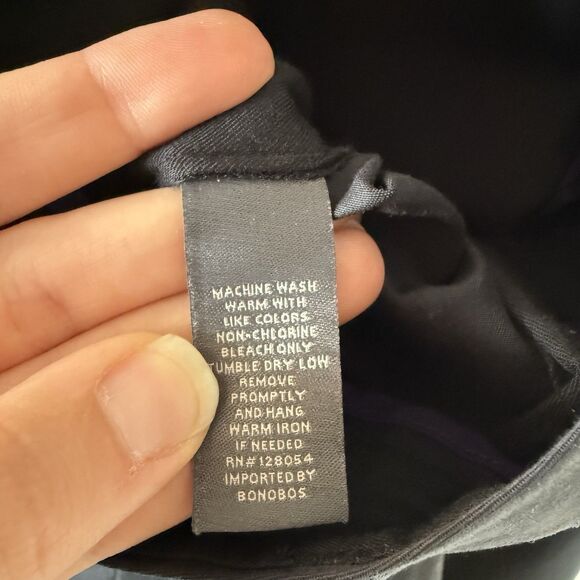 MACHINE WASH
WARM WITH
LIKE COLORS
NON-CHLORINE
BLEACH ONLY
TUMBLE DRY LOW
REMOVE
PROMPTLY
AND HANG
WARM IRON
IF NEEDED
RN# 128054
IMPORTED BY
BONOBOS